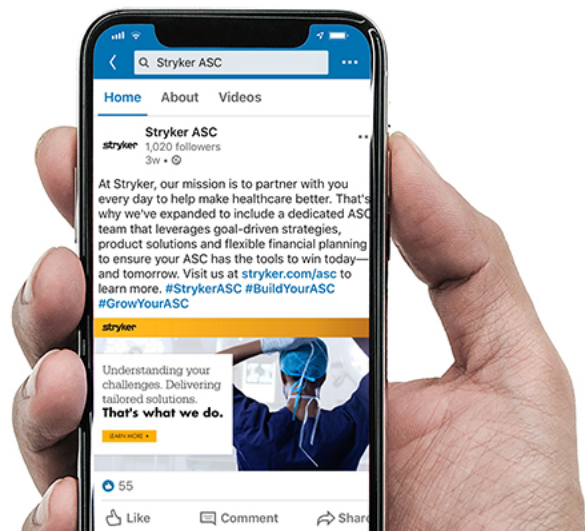 Stryker ASC
Home About Videos
stryker
Stryker ASC
1,020 followers
3w •
At Stryker, our mission is to partner with you
every day to help make healthcare better. That's
why we've expanded to include a dedicated ASC
team that leverages goal-driven strategies,
product solutions and flexible financial planning
to ensure your ASC has the tools to win today—
and tomorrow. Visit us at stryker.com/asc to
learn more. #StrykerASC #BuildYourASC
#GrowYourASC
stryker
Understanding your
challenges. Delivering
tailored solutions.
That's what we do.
LEARN MORE
55
Like Comment Share